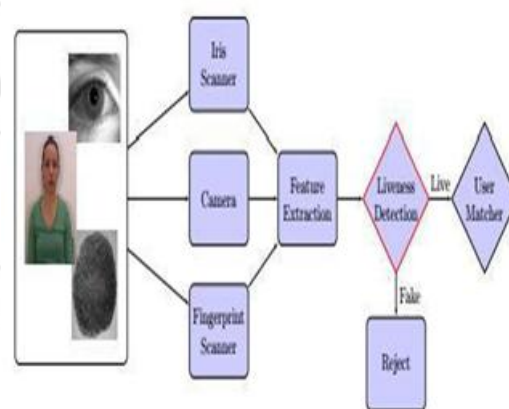 Iris
Scanner
Camera
Fingerprint
Scanner
Feature
Extraction
Liveness
Detection
Live
User
Matcher
Fake
Reject